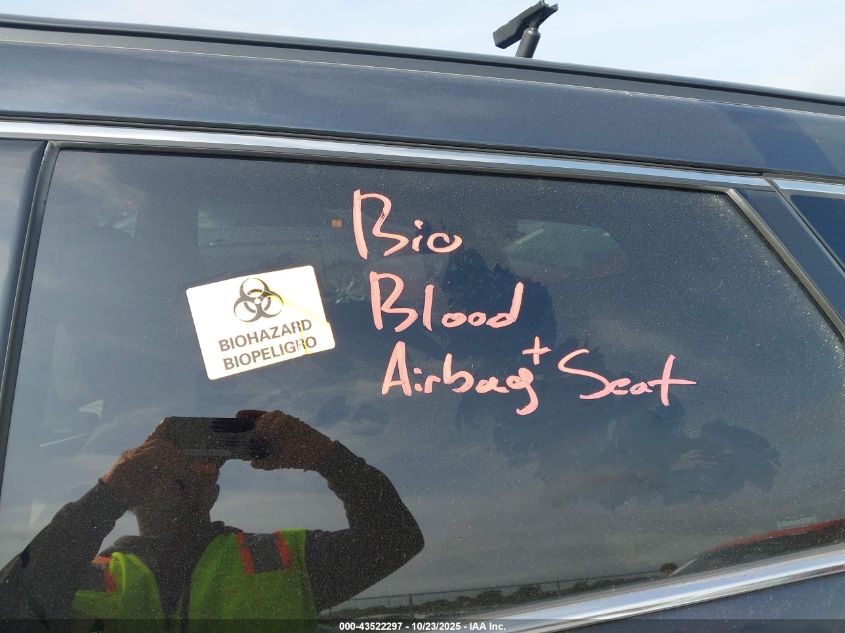 Bio
Blood
Airbag + Seat
BIOHAZARD
BIOPELIGRO
000-43522297 - 10/23/2025 - IAA Inc.